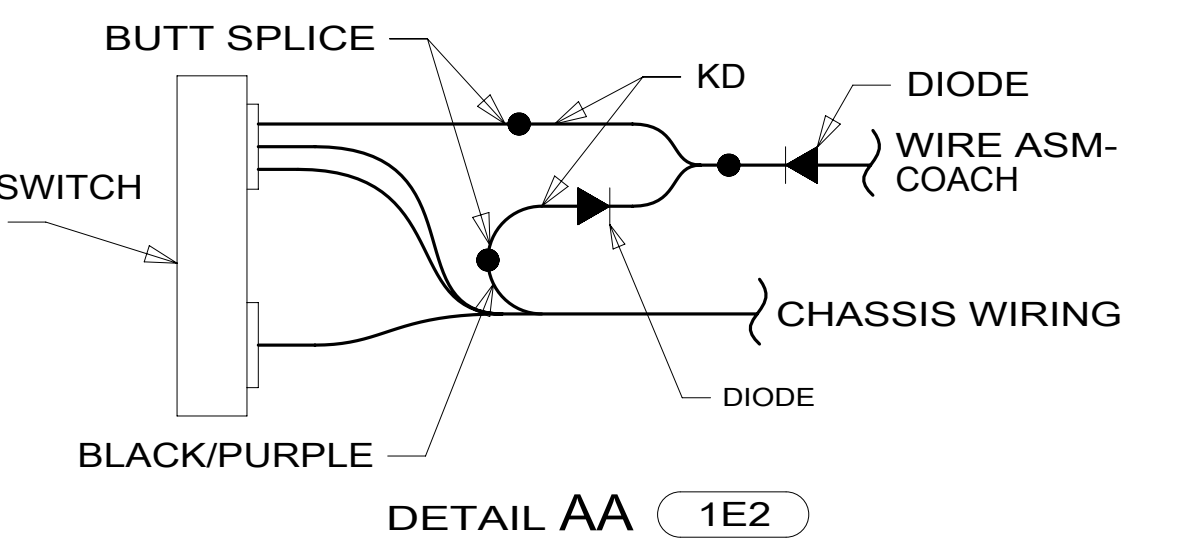 BUTT SPLICE
KD
DIODE
WIRE ASM-
COACH
SWITCH
CHASSIS WIRING
DIODE
BLACK/PURPLE
DETAIL AA 1E2